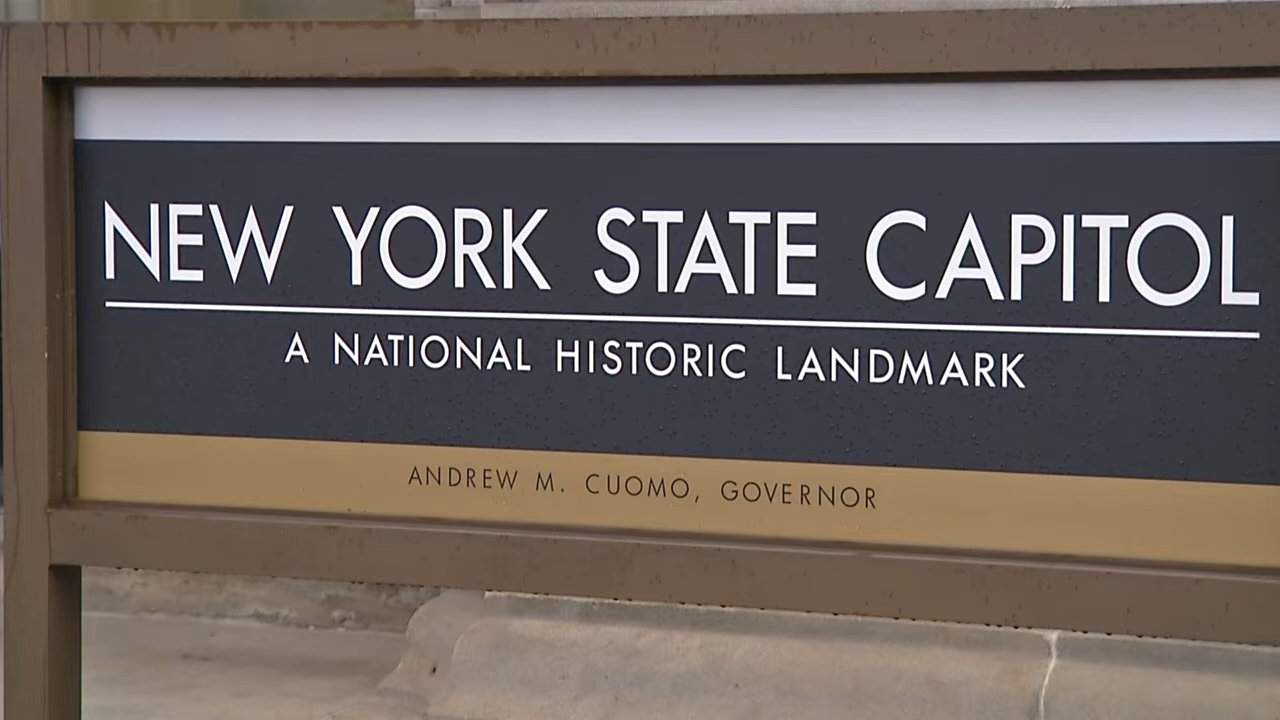 NEW YORK STATE CAPITOL
A NATIONAL HISTORIC LANDMARK
ANDREW M. CUOMO, GOVERNOR